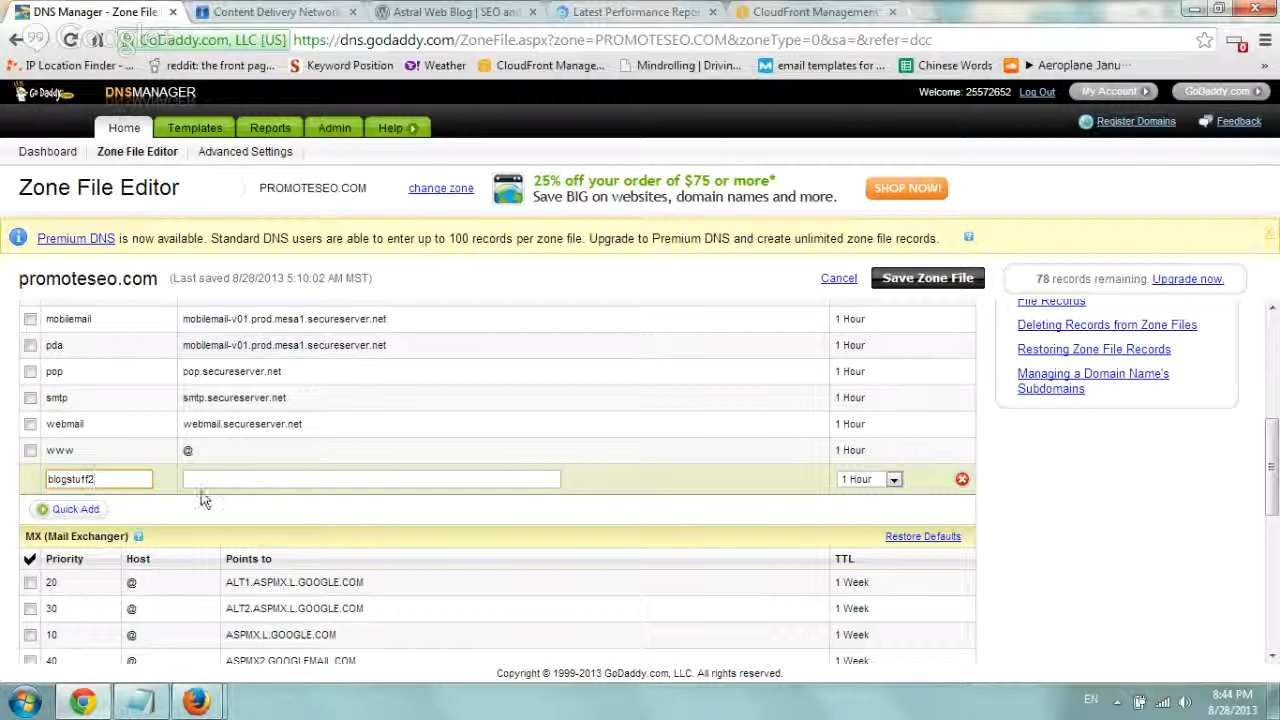 DNS Manager - Zone File
Content Delivery Network
Astral Web Blog | SEO and
Latest Performance Repo
CloudFront Management
99
GoDaddy.com, LLC [US]
https://dns.godaddy.com/ZoneFile.aspx?zone=PROMOTESEO.COM&zoneType=0&sa=&refer=dcc
0
IP Location Finder - ...
reddit: the front pag...
Keyword Position
Weather
CloudFront Manage...
Mindrolling | Drivin...
email templates for...
Chinese Words
► Aeroplane Janu...
»
Go Daddy.com
DNSMANAGER
Welcome: 25572652 Log Out
My Account
GoDaddy.com
Home
Templates
Reports
Admin
Help
Register Domains
Feedback
Dashboard
Zone File Editor
Advanced Settings
Zone File Editor
PROMOTESEO.COM
change zone
25% off your order of $75 or more*
Save BIG on websites, domain names and more.
SHOP NOW!
Premium DNS is now available. Standard DNS users are able to enter up to 100 records per zone file. Upgrade to Premium DNS and create unlimited zone file records.
promoteseo.com (Last saved 8/28/2013 5:10:02 AM MST)
Cancel
Save Zone File
78 records remaining. Upgrade now.
File Records
Deleting Records from Zone Files
Restoring Zone File Records
Managing a Domain Name's
Subdomains
mobilemail mobilemail-v01.prod.mesa1.secureserver.net 1 Hour
pda mobilemail-v01.prod.mesa1.secureserver.net 1 Hour
pop pop.secureserver.net 1 Hour
smtp smtp.secureserver.net 1 Hour
webmail webmail.secureserver.net 1 Hour
www @ 1 Hour
blogstuff2 1 Hour
Quick Add
MX (Mail Exchanger)
Restore Defaults
Priority Host Points to TTL
20 @ ALT1.ASPMX.L.GOOGLE.COM 1 Week
30 @ ALT2.ASPMX.L.GOOGLE.COM 1 Week
10 @ ASPMX.L.GOOGLE.COM 1 Week
40 @ ASPMX2.GOOGLEMAIL.COM 1 Week
Copyright © 1999-2013 GoDaddy.com, LLC. All rights reserved.
EN
8:44 PM
8/28/2013